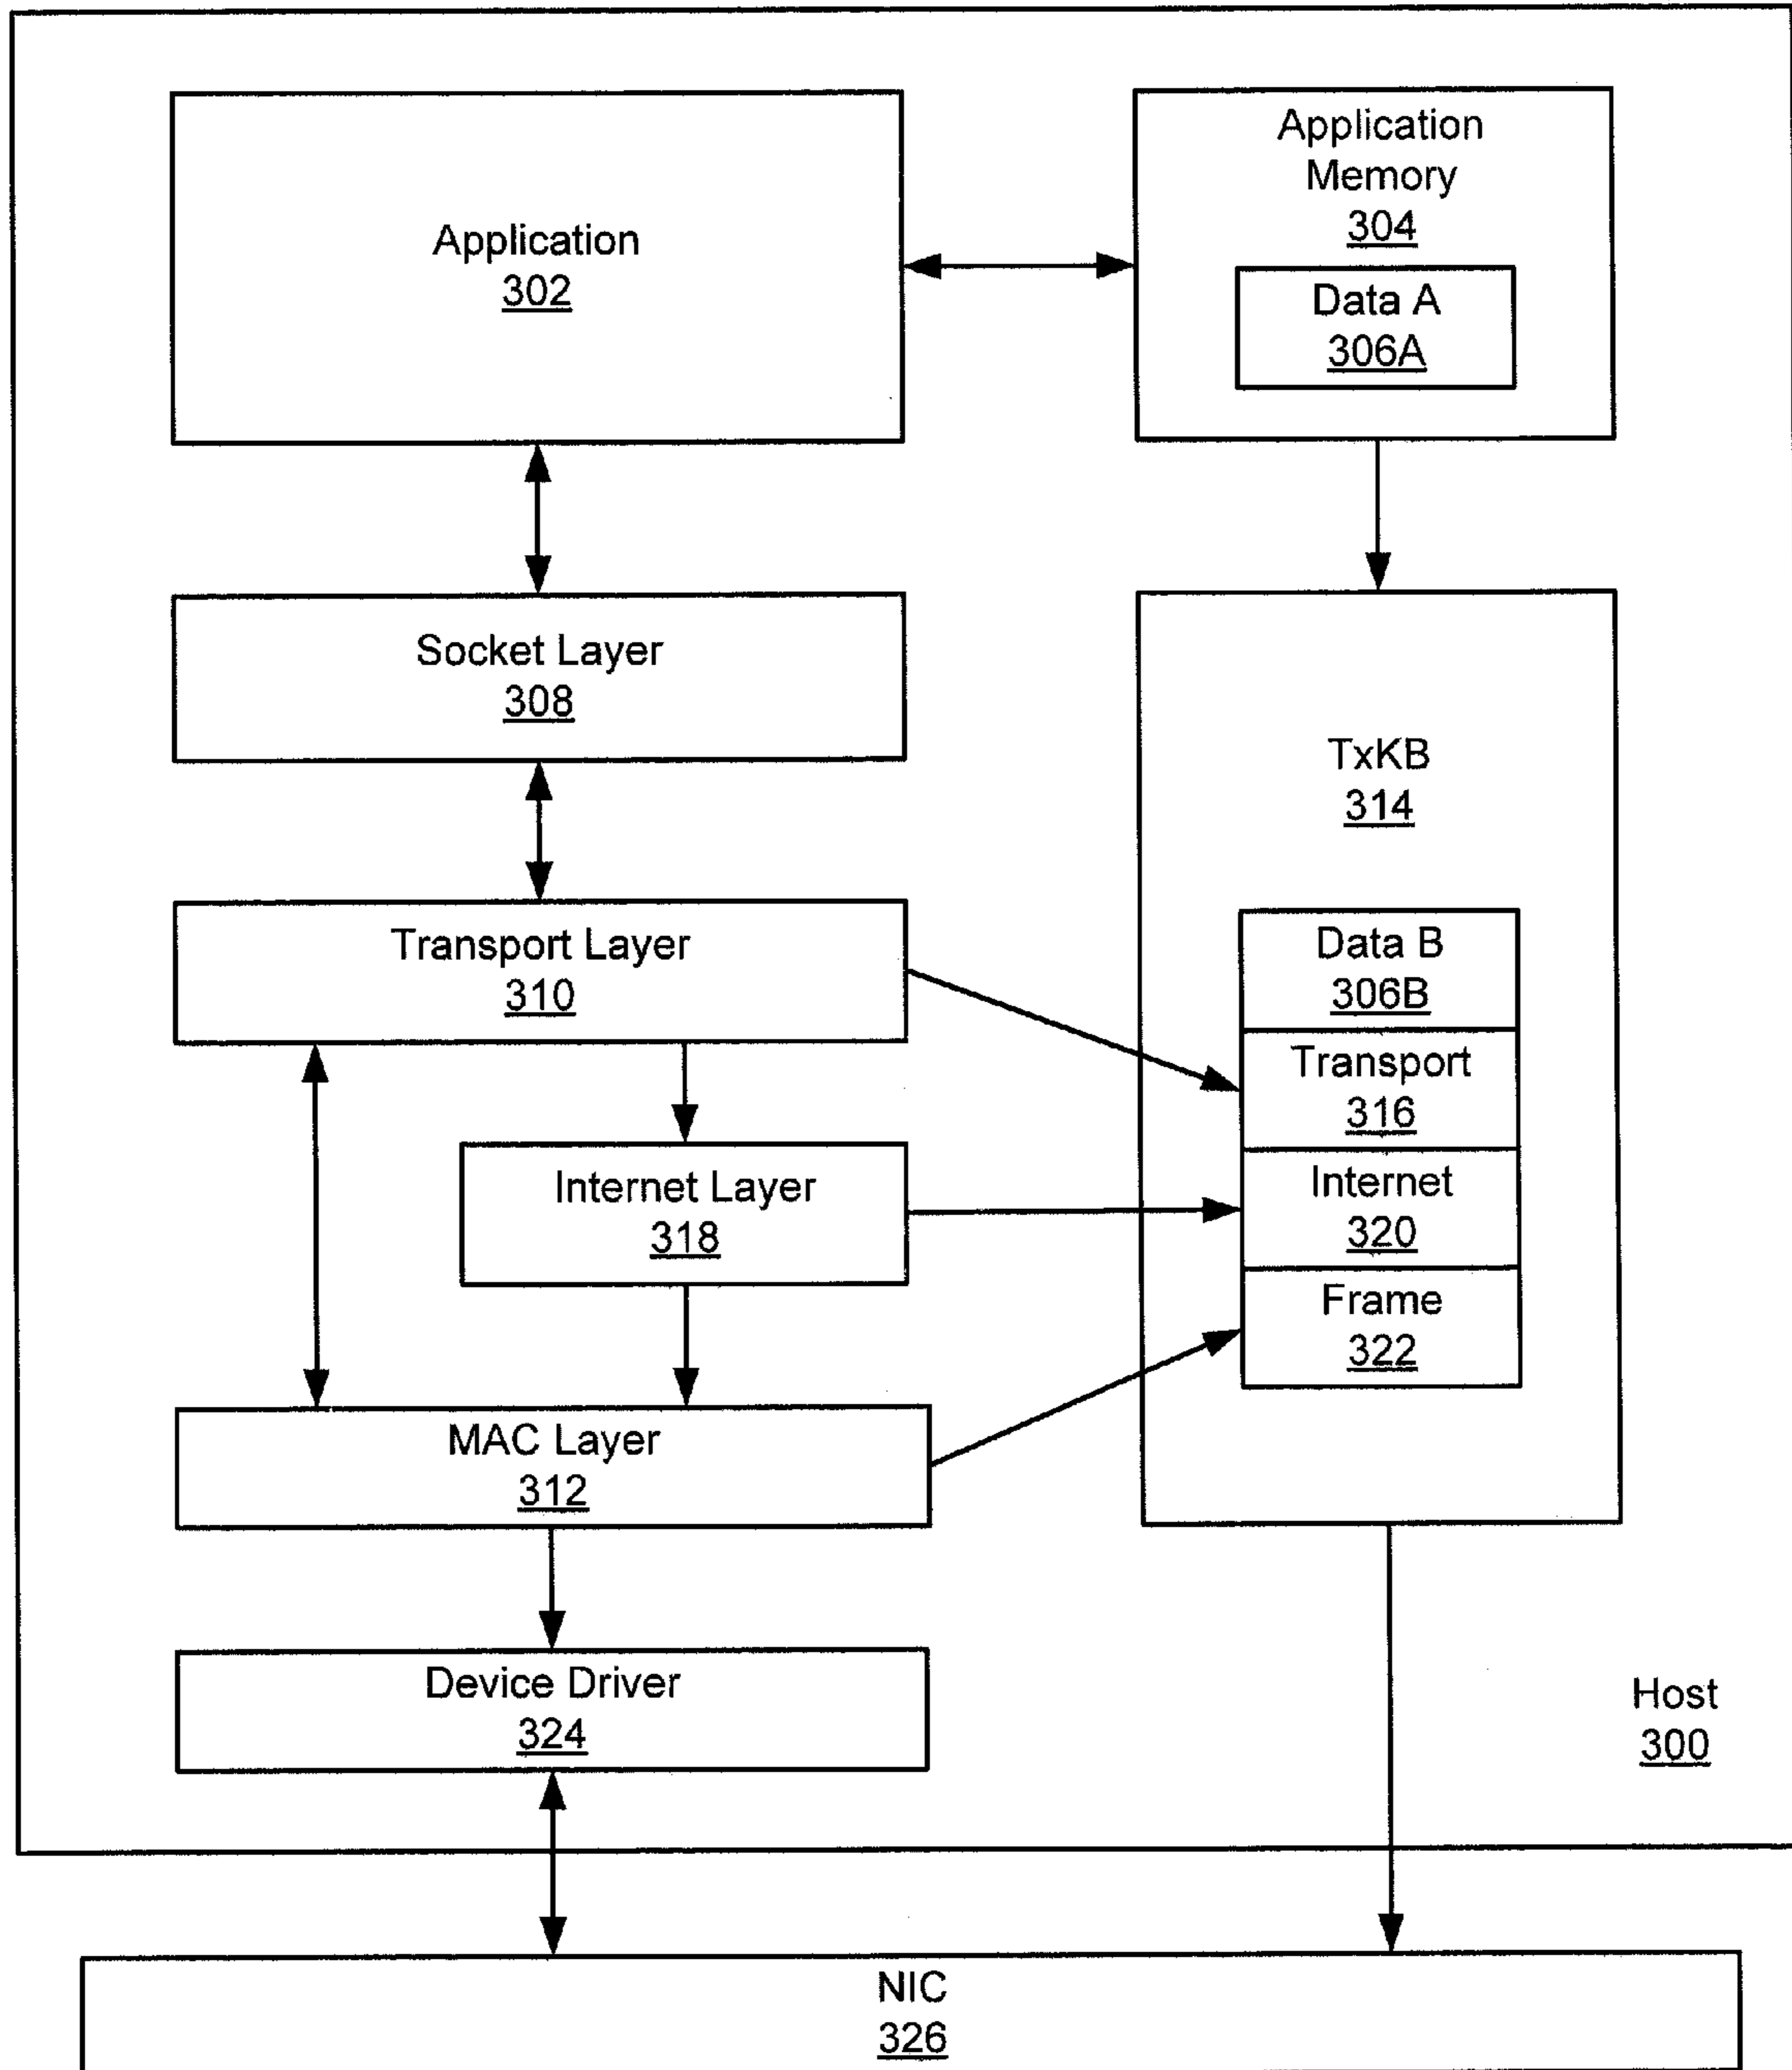 Application
302
Application
Memory
304
Data A
306A
Socket Layer
308
TxKB
314
Transport Layer
310
Data B
306B
Transport
316
Internet Layer
318
Internet
320
Frame
322
MAC Layer
312
Device Driver
324
Host
300
NIC
326